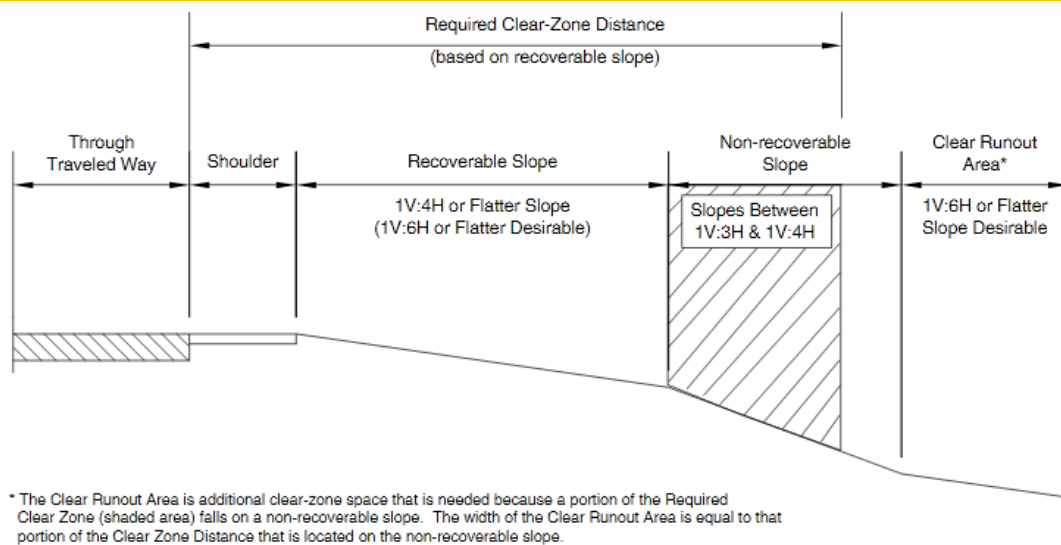 Required Clear-Zone Distance
(based on recoverable slope)
Through
Traveled Way
Shoulder
Recoverable Slope
Non-recoverable
Slope
Clear Runout
Area*
1V:4H or Flatter Slope
(1V:6H or Flatter Desirable)
Slopes Between
1V:3H & 1V:4H
1V:6H or Flatter
Slope Desirable
* The Clear Runout Area is additional clear-zone space that is needed because a portion of the Required
Clear Zone (shaded area) falls on a non-recoverable slope. The width of the Clear Runout Area is equal to that
portion of the Clear Zone Distance that is located on the non-recoverable slope.